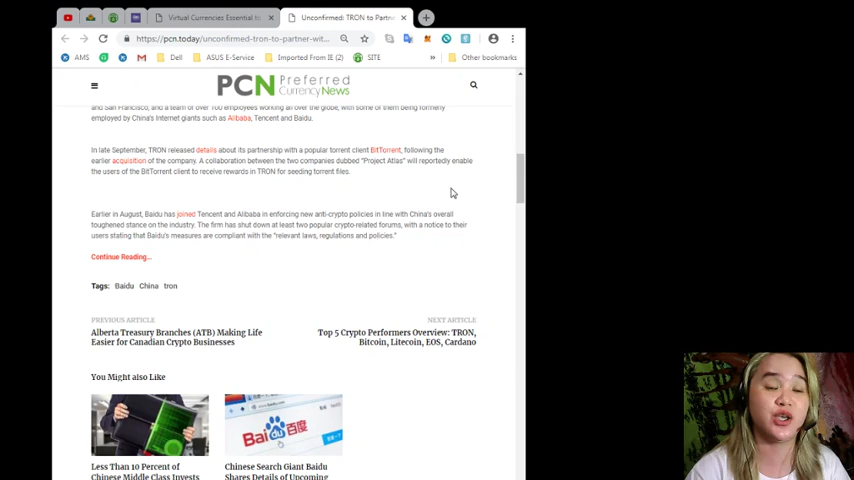 Virtual Currencies Essential to
Unconfirmed: TRON to Partn
https://pcn.today/unconfirmed-tron-to-partner-wit...
AMS
Dell
ASUS E-Service
Imported From IE (2)
SITE
»
Other bookmarks
PCN Preferred
Currency News
and San Francisco, and a team of over 100 employees working all over the globe, with some of them being formerly
employed by China's Internet giants such as Alibaba, Tencent and Baidu.
In late September, TRON released details about its partnership with a popular torrent client BitTorrent, following the
earlier acquisition of the company. A collaboration between the two companies dubbed "Project Atlas" will reportedly enable
the users of the BitTorrent client to receive rewards in TRON for seeding torrent files.
Earlier in August, Baidu has joined Tencent and Alibaba in enforcing new anti-crypto policies in line with China's overall
toughened stance on the industry. The firm has shut down at least two popular crypto-related forums, with a notice to their
users stating that Baidu's measures are compliant with the "relevant laws, regulations and policies."
Continue Reading...
Tags: Baidu China tron
PREVIOUS ARTICLE
Alberta Treasury Branches (ATB) Making Life
Easier for Canadian Crypto Businesses
NEXT ARTICLE
Top 5 Crypto Performers Overview: TRON,
Bitcoin, Litecoin, EOS, Cardano
You Might also Like
Bai du 百度
Less Than 10 Percent of
Chinese Middle Class Invests
Chinese Search Giant Baidu
Shares Details of Upcoming